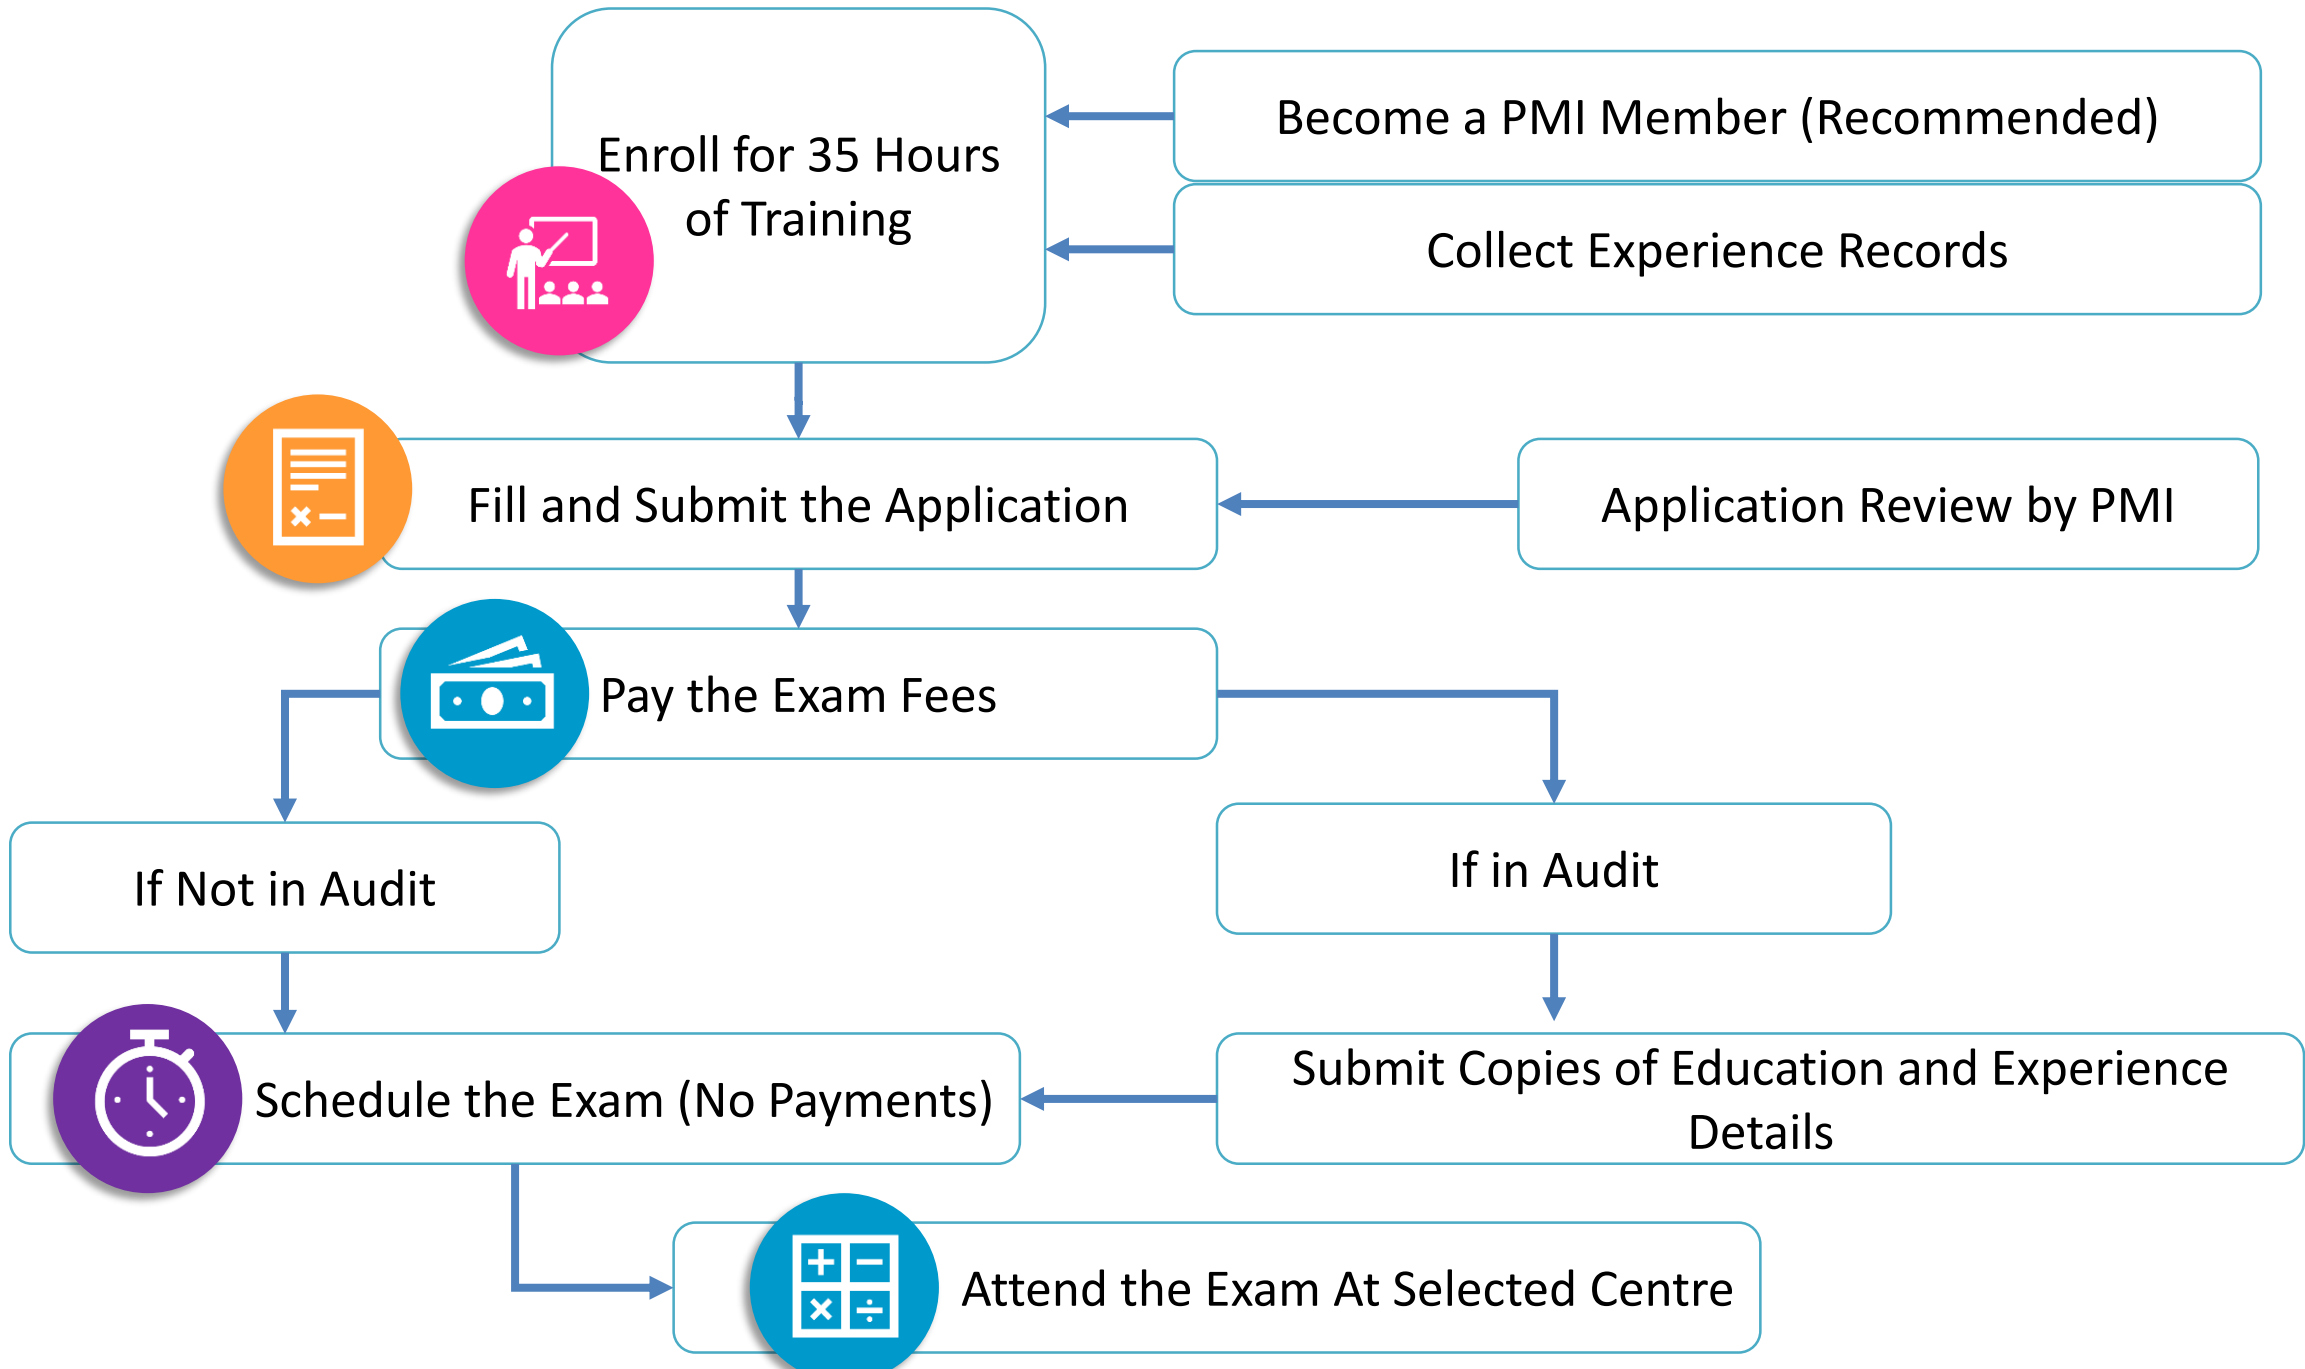 Become a PMI Member (Recommended)
Enroll for 35 Hours
of Training
Collect Experience Records
Fill and Submit the Application
Application Review by PMI
Pay the Exam Fees
If Not in Audit
If in Audit
Schedule the Exam (No Payments)
Submit Copies of Education and Experience
Details
Attend the Exam At Selected Centre